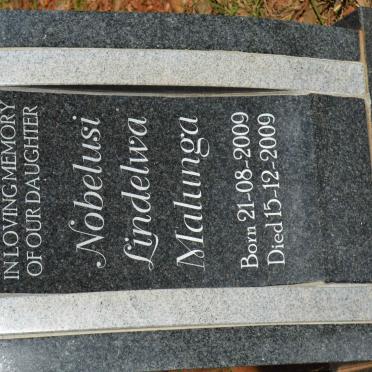 IN LOVING MEMORY
OF OUR DAUGHTER
Nobelusi
Lindelwa
Malunga
Born 21-08-2009
Died 15-12-2009